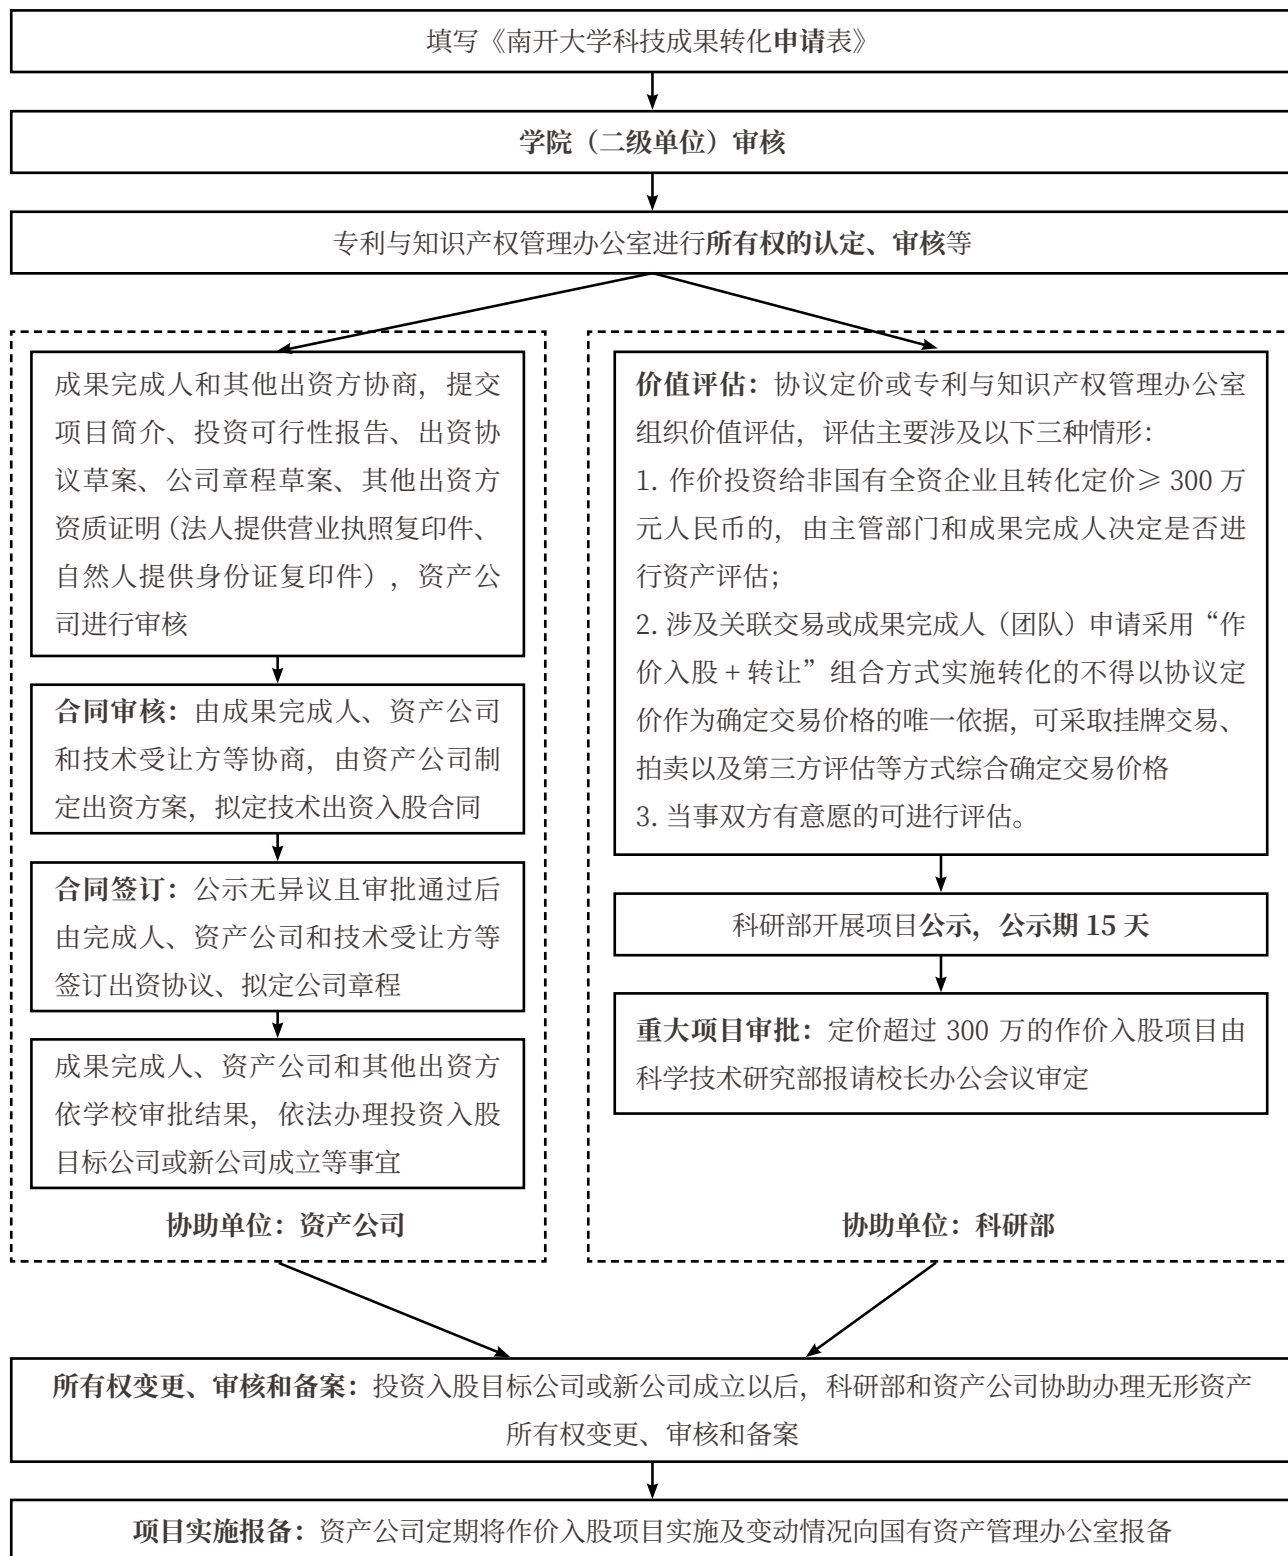 填写《南开大学科技成果转化申请表》
学院（二级单位）审核
专利与知识产权管理办公室进行所有权的认定、审核等
成果完成人和其他出资方协商，提交
项目简介、投资可行性报告、出资协
议草案、公司章程草案、其他出资方
资质证明（法人提供营业执照复印件、
自然人提供身份证复印件），资产公
司进行审核
合同审核：由成果完成人、资产公司
和技术受让方等协商，由资产公司制
定出资方案，拟定技术出资入股合同
合同签订：公示无异议且审批通过后
由完成人、资产公司和技术受让方等
签订出资协议、拟定公司章程
成果完成人、资产公司和其他出资方
依学校审批结果，依法办理投资入股
目标公司或新公司成立等事宜
协助单位：资产公司
价值评估：协议定价或专利与知识产权管理办公室
组织价值评估，评估主要涉及以下三种情形：
1. 作价投资给非国有全资企业且转化定价≥ 300 万
元人民币的，由主管部门和成果完成人决定是否进
行资产评估；
2. 涉及关联交易或成果完成人（团队）申请采用“作
价入股 + 转让”组合方式实施转化的不得以协议定
价作为确定交易价格的唯一依据，可采取挂牌交易、
拍卖以及第三方评估等方式综合确定交易价格
3. 当事双方有意愿的可进行评估。
科研部开展项目公示，公示期 15 天
重大项目审批：定价超过 300 万的作价入股项目由
科学技术研究部报请校长办公会议审定
协助单位：科研部
所有权变更、审核和备案：投资入股目标公司或新公司成立以后，科研部和资产公司协助办理无形资产
所有权变更、审核和备案
项目实施报备：资产公司定期将作价入股项目实施及变动情况向国有资产管理办公室报备